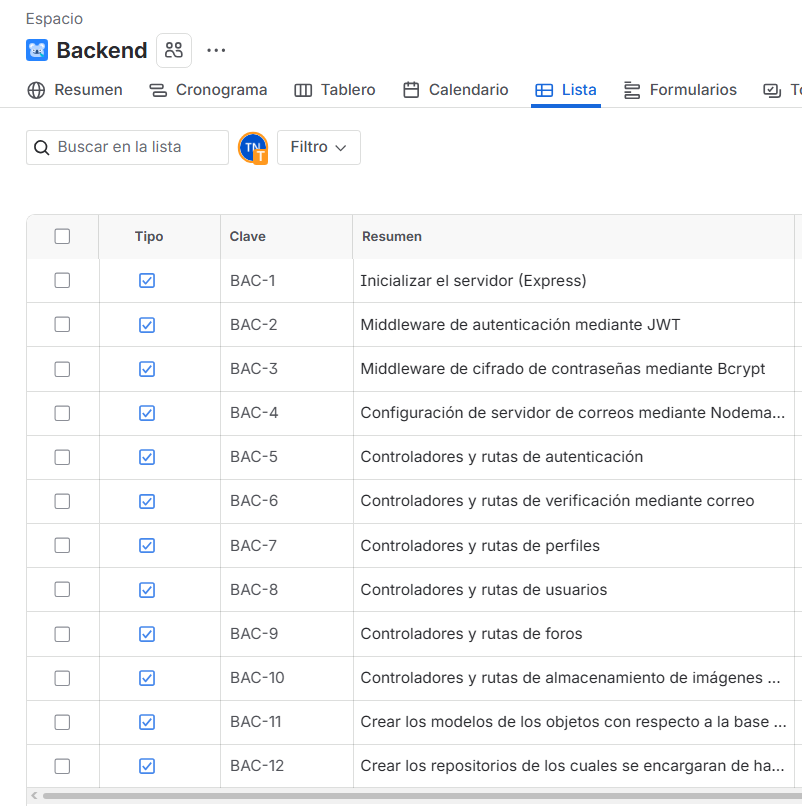 Espacio
Backend
Resumen Cronograma Tablero Calendario Lista Formularios
Buscar en la lista TN T Filtro
Tipo Clave Resumen
BAC-1 Inicializar el servidor (Express)
BAC-2 Middleware de autenticación mediante JWT
BAC-3 Middleware de cifrado de contraseñas mediante Bcrypt
BAC-4 Configuración de servidor de correos mediante Nodema...
BAC-5 Controladores y rutas de autenticación
BAC-6 Controladores y rutas de verificación mediante correo
BAC-7 Controladores y rutas de perfiles
BAC-8 Controladores y rutas de usuarios
BAC-9 Controladores y rutas de foros
BAC-10 Controladores y rutas de almacenamiento de imágenes ...
BAC-11 Crear los modelos de los objetos con respecto a la base ...
BAC-12 Crear los repositorios de los cuales se encargaran de ha...